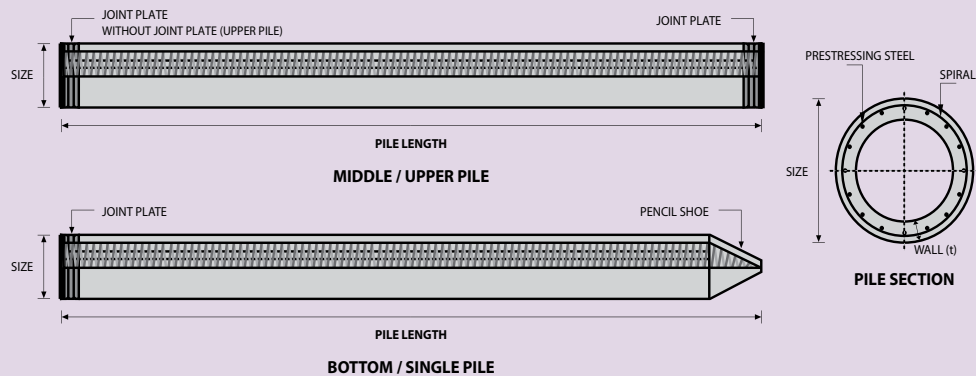 JOINT PLATE
WITHOUT JOINT PLATE (UPPER PILE)
JOINT PLATE
SIZE
PILE LENGTH
MIDDLE / UPPER PILE
JOINT PLATE
PENCIL SHOE
SIZE
PILE LENGTH
BOTTOM / SINGLE PILE
PRESTRESSING STEEL
SPIRAL
SIZE
WALL (t)
PILE SECTION